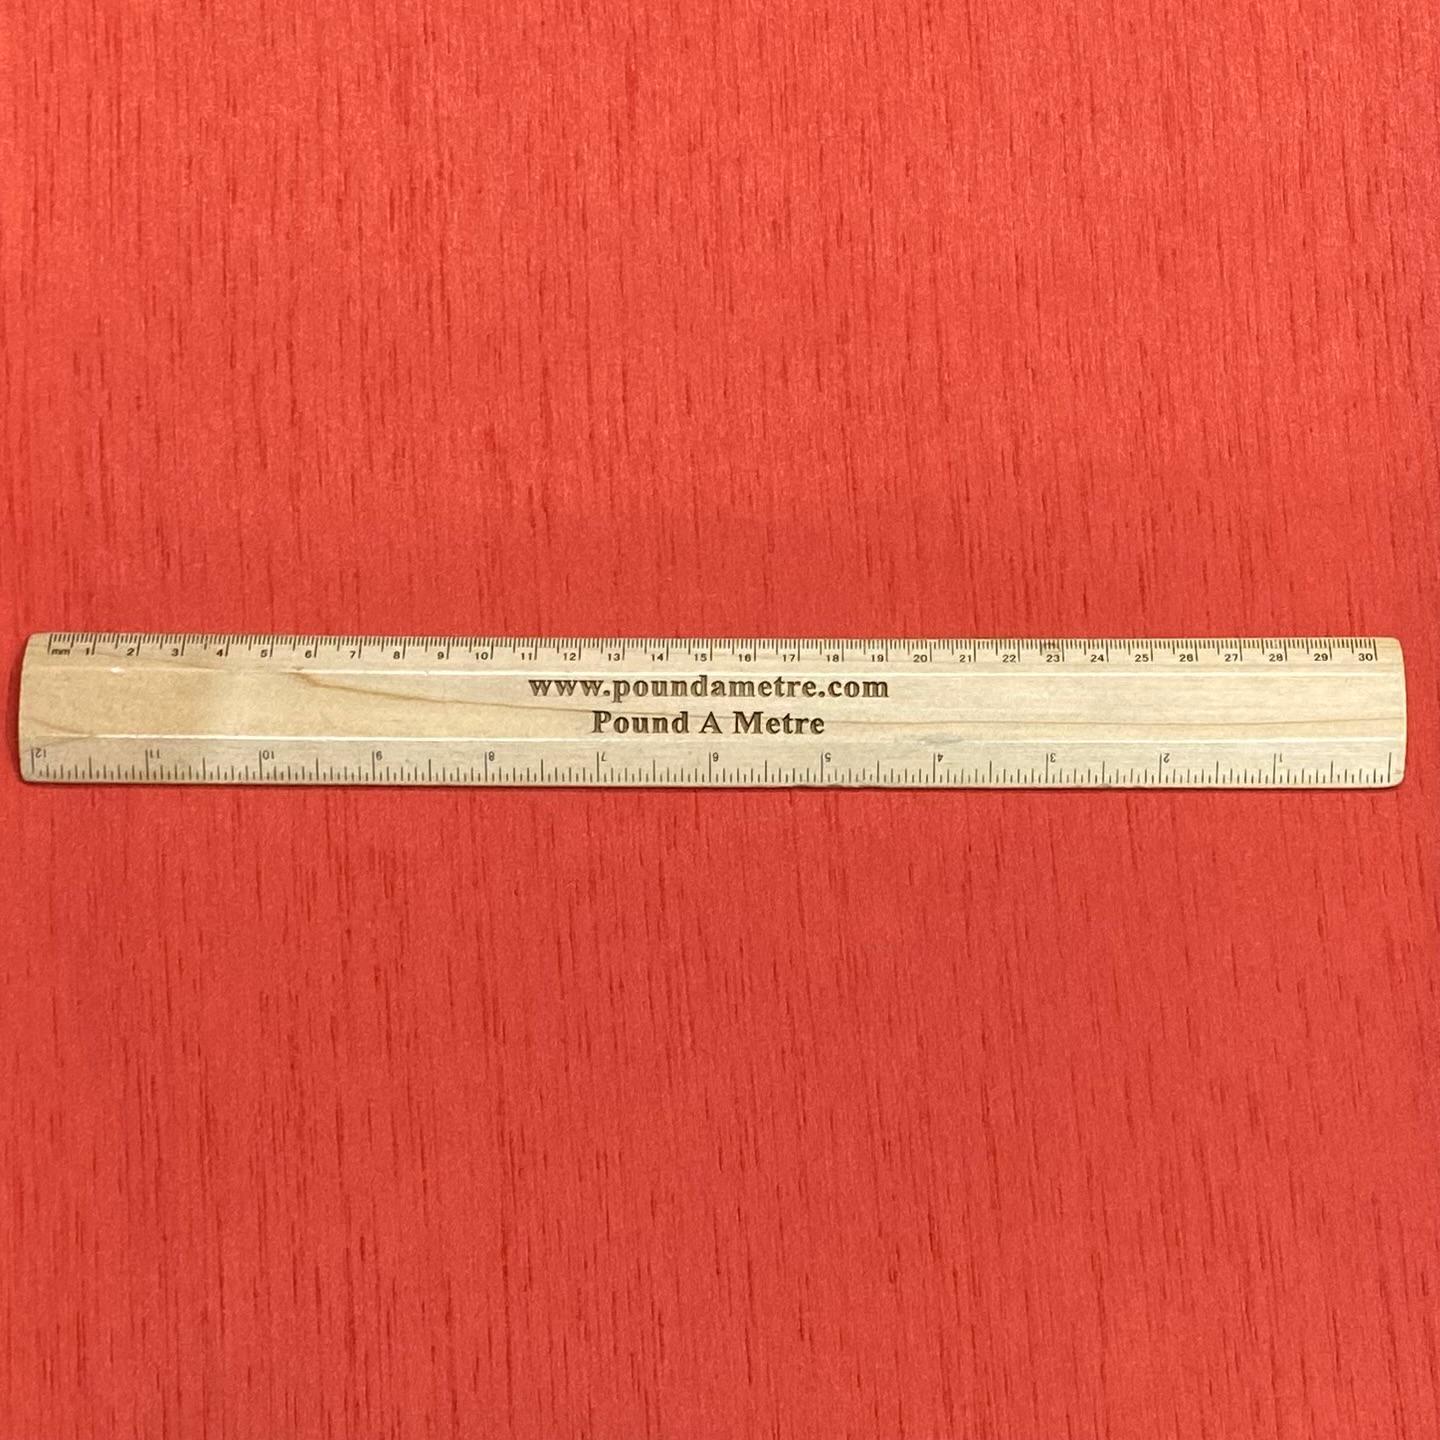 mm 1 2 3 4 5 6 7 8 9 10 11 12 13 14 15 16 17 18 19 20 21 22 23 24 25 26 27 28 29 30
www.poundametre.com
Pound A Metre
12 11 10 9 8 7 6 5 4 3 2 1